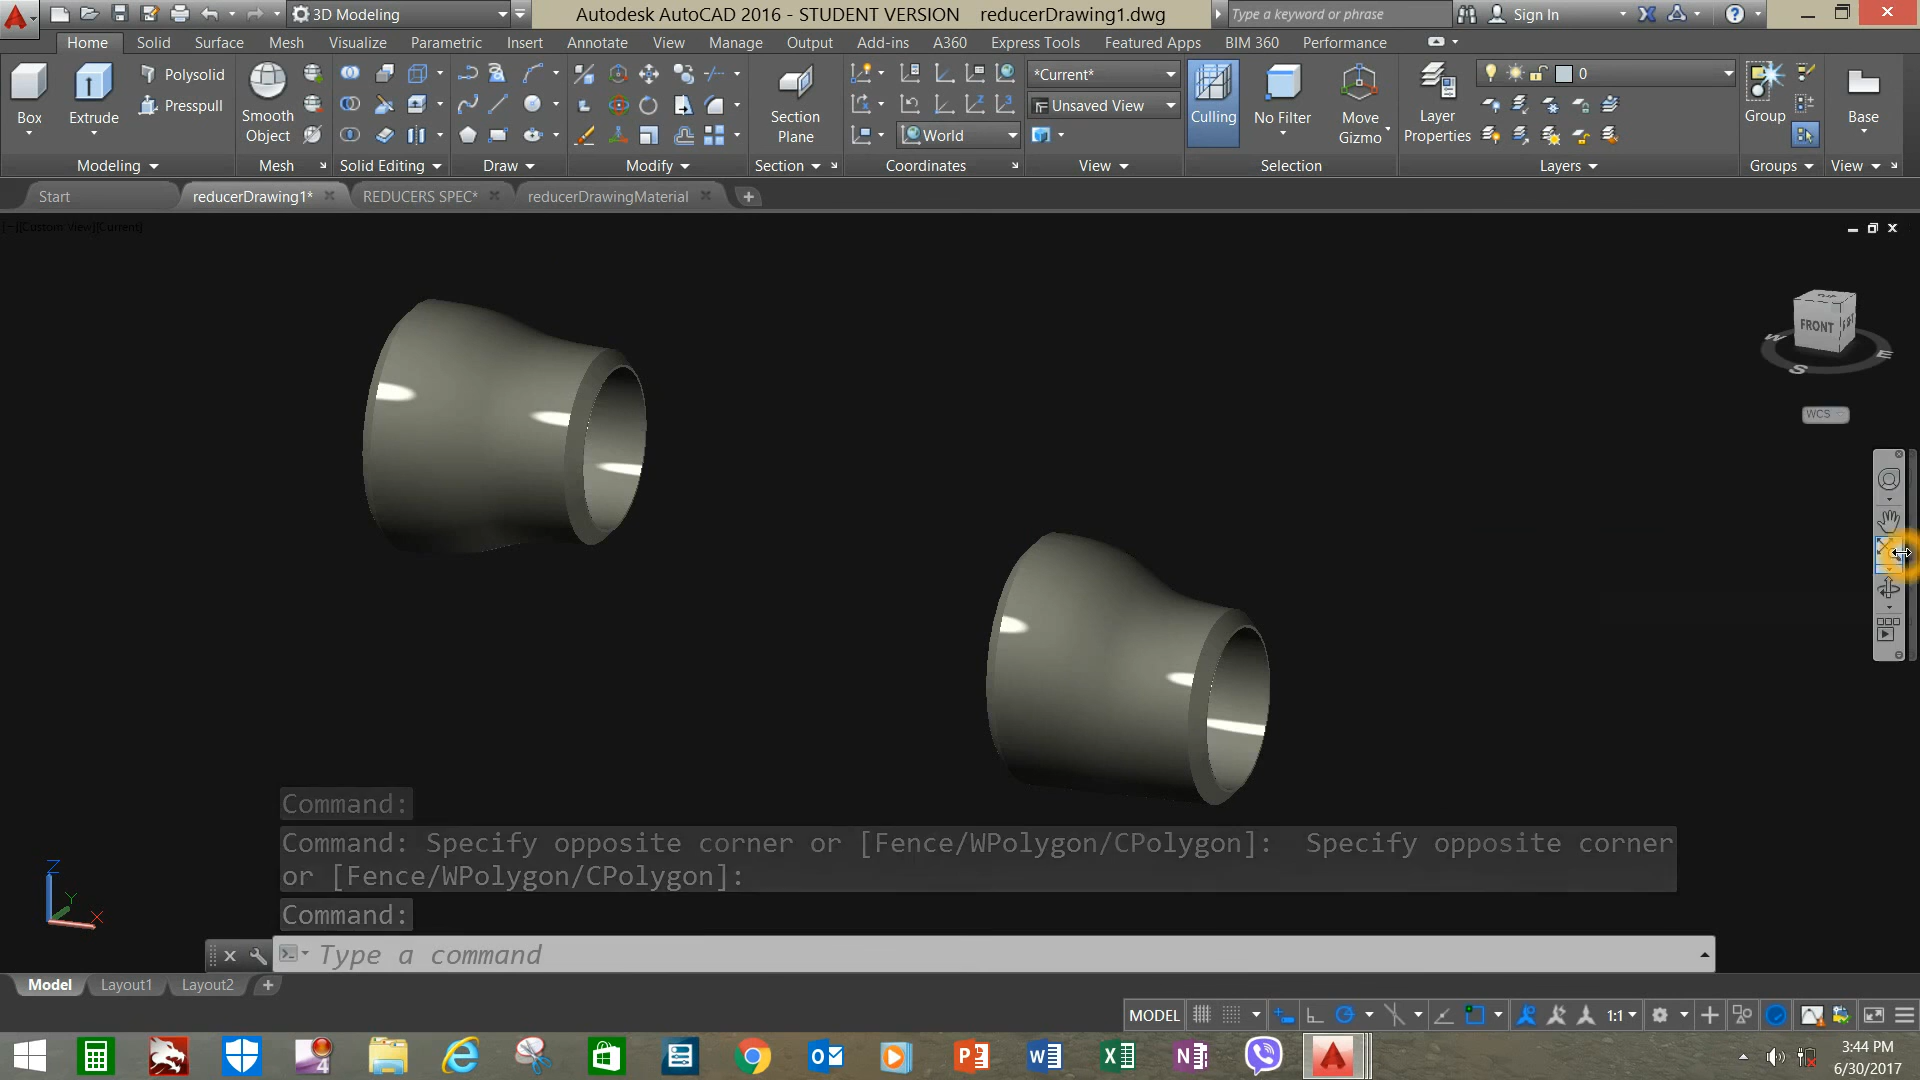 3D Modeling
Autodesk AutoCAD 2016 - STUDENT VERSION reducerDrawing1.dwg
Type a keyword or phrase
Sign In
Home Solid Surface Mesh Visualize Parametric Insert Annotate View Manage Output Add-ins A360 Express Tools Featured Apps BIM 360 Performance
Box
Extrude
Polysolid
Presspull
Smooth
Object
Section
Plane
*Current*
Unsaved View
World
Culling
No Filter
Move
Gizmo
Layer
Properties
0
Group
Base
Modeling
Mesh
Solid Editing
Draw
Modify
Section
Coordinates
View
Selection
Layers
Groups
View
Start
reducerDrawing1*
REDUCERS SPEC*
reducerDrawingMaterial
[−][Custom View][Current]
FRONT
W
S
E
WCS
Command:
Command: Specify opposite corner or [Fence/WPolygon/CPolygon]: Specify opposite corner
or [Fence/WPolygon/CPolygon]:
Command:
Type a command
Z
Y
X
Model
Layout1
Layout2
MODEL
1:1
4
3:44 PM
6/30/2017